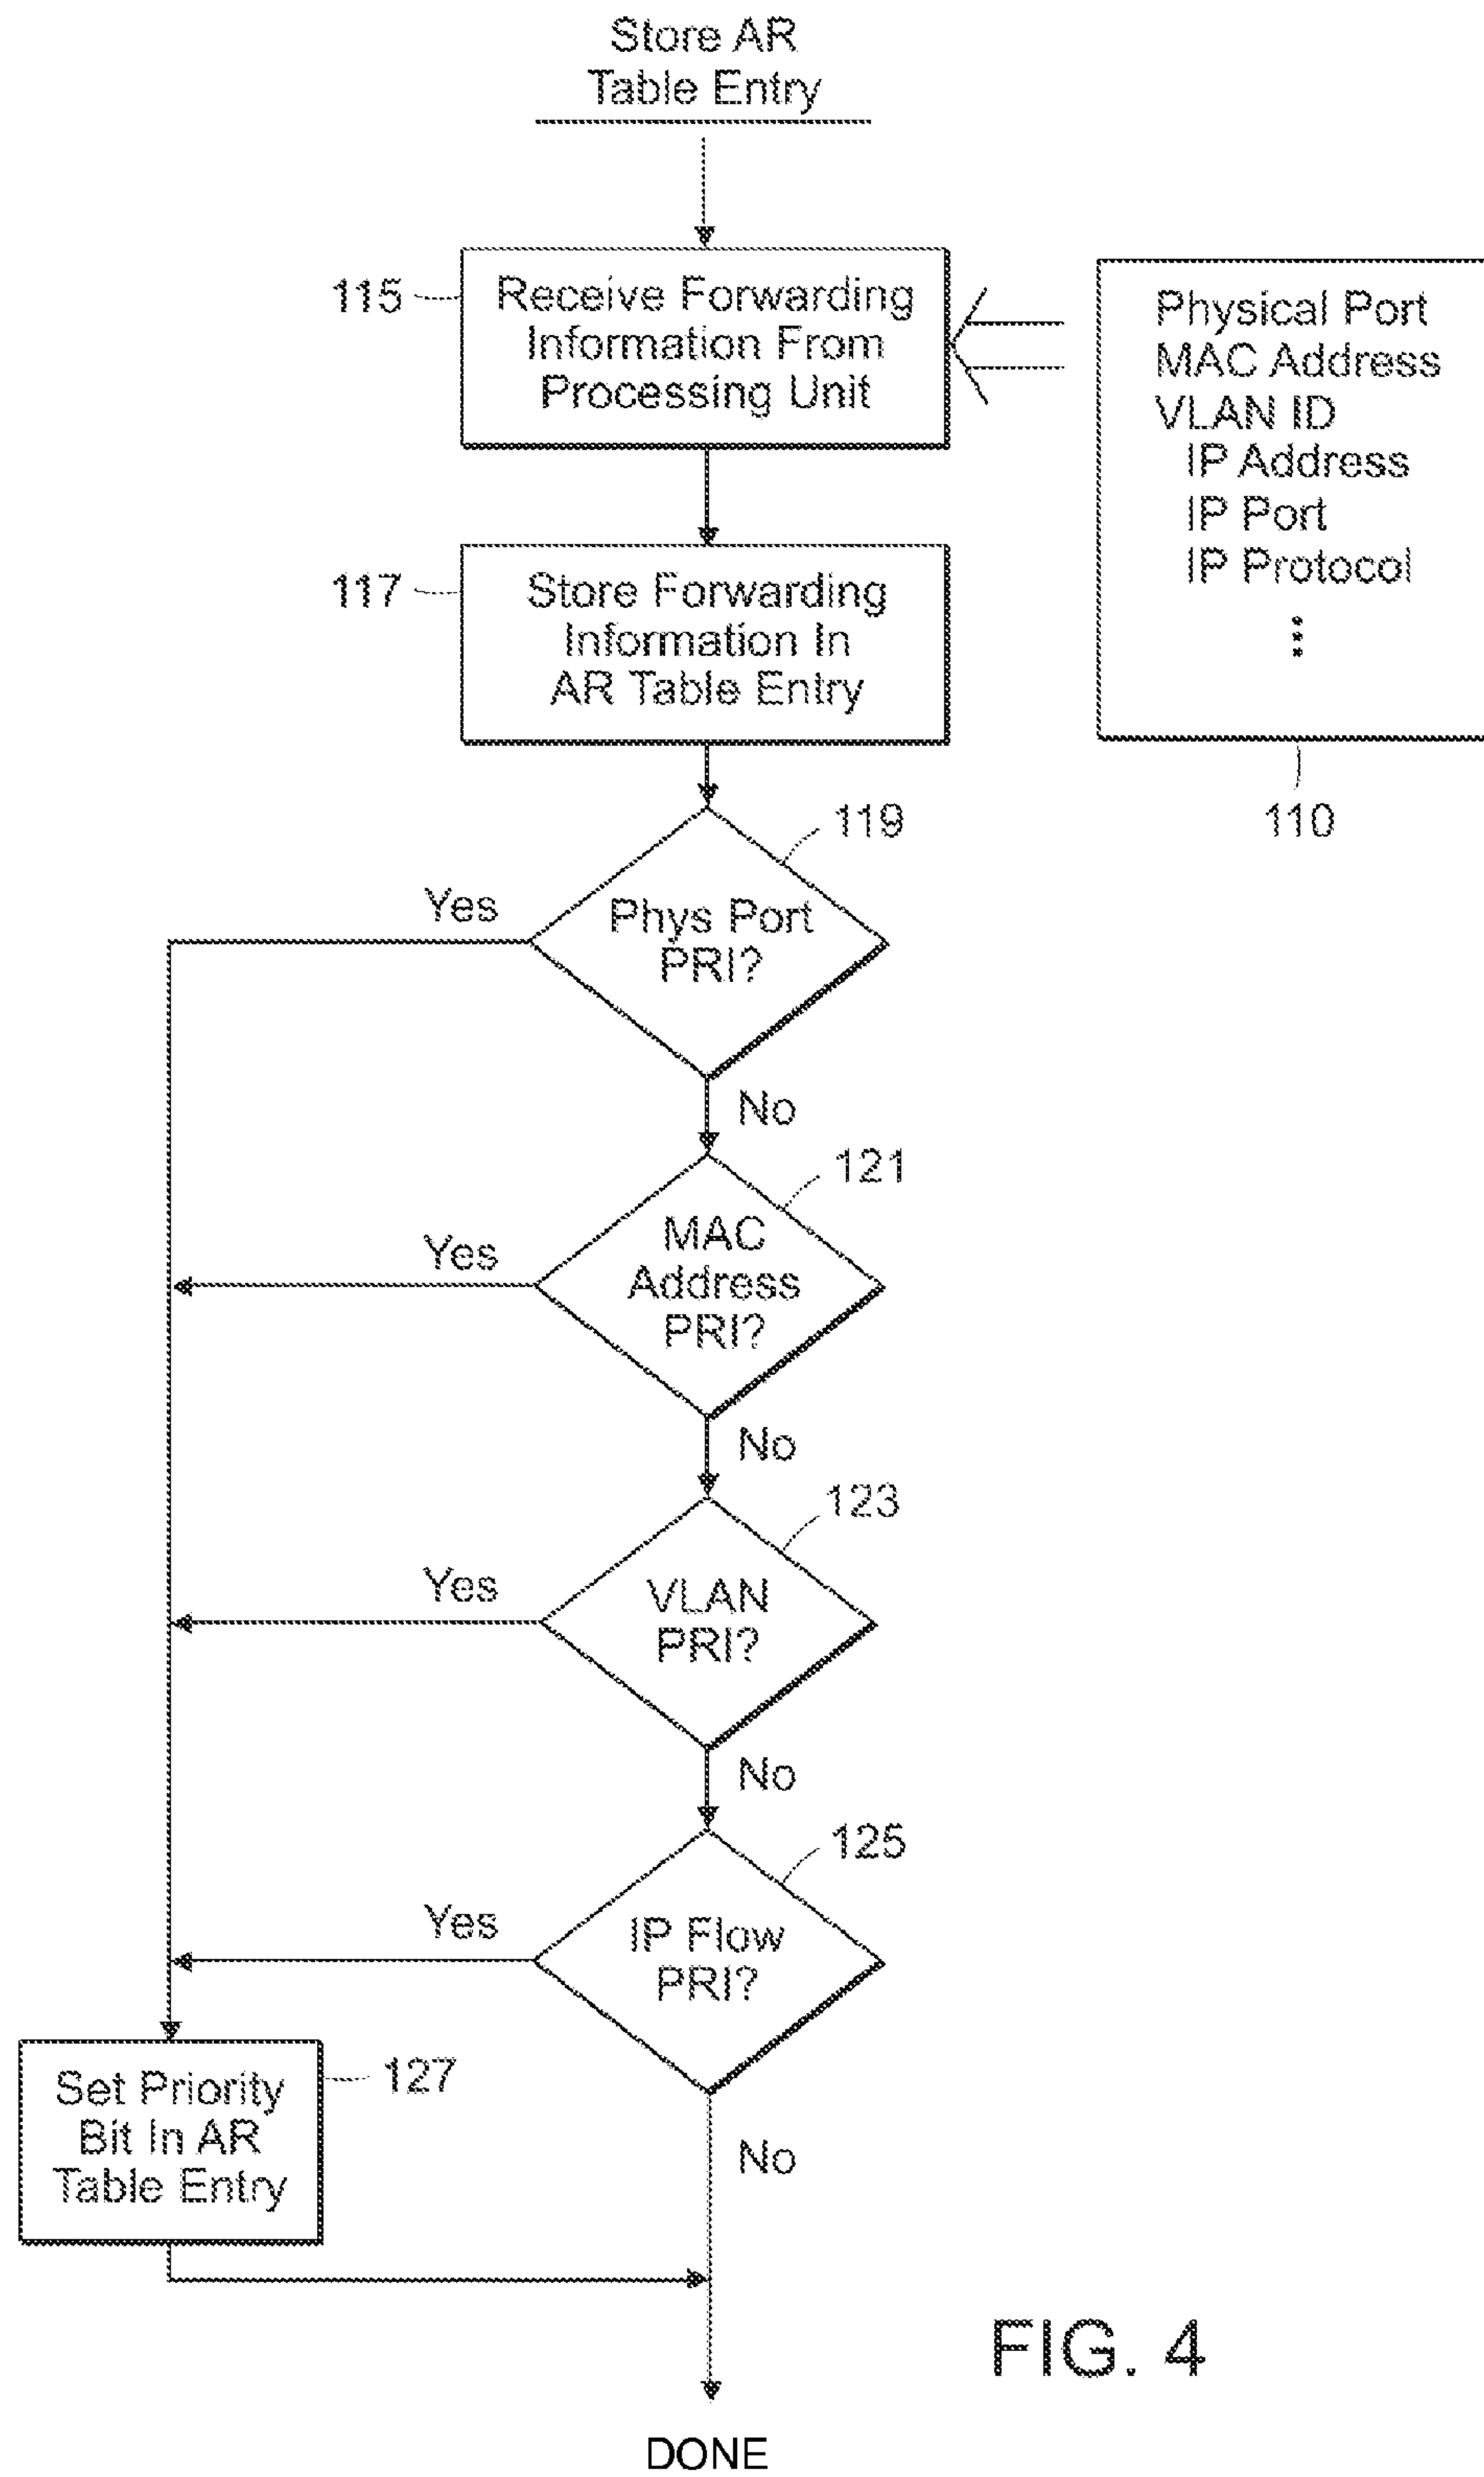 Store AR
Table Entry
115
Receive Forwarding
Information From
Processing Unit
Physical Port
MAC Address
VLAN ID
IP Address
IP Port
IP Protocol
110
117
Store Forwarding
Information In
AR Table Entry
119
Phys Port
PRI?
Yes
No
121
MAC
Address
PRI?
Yes
No
123
VLAN
PRI?
Yes
No
125
IP Flow
PRI?
Yes
No
127
Set Priority
Bit In AR
Table Entry
FIG. 4
DONE